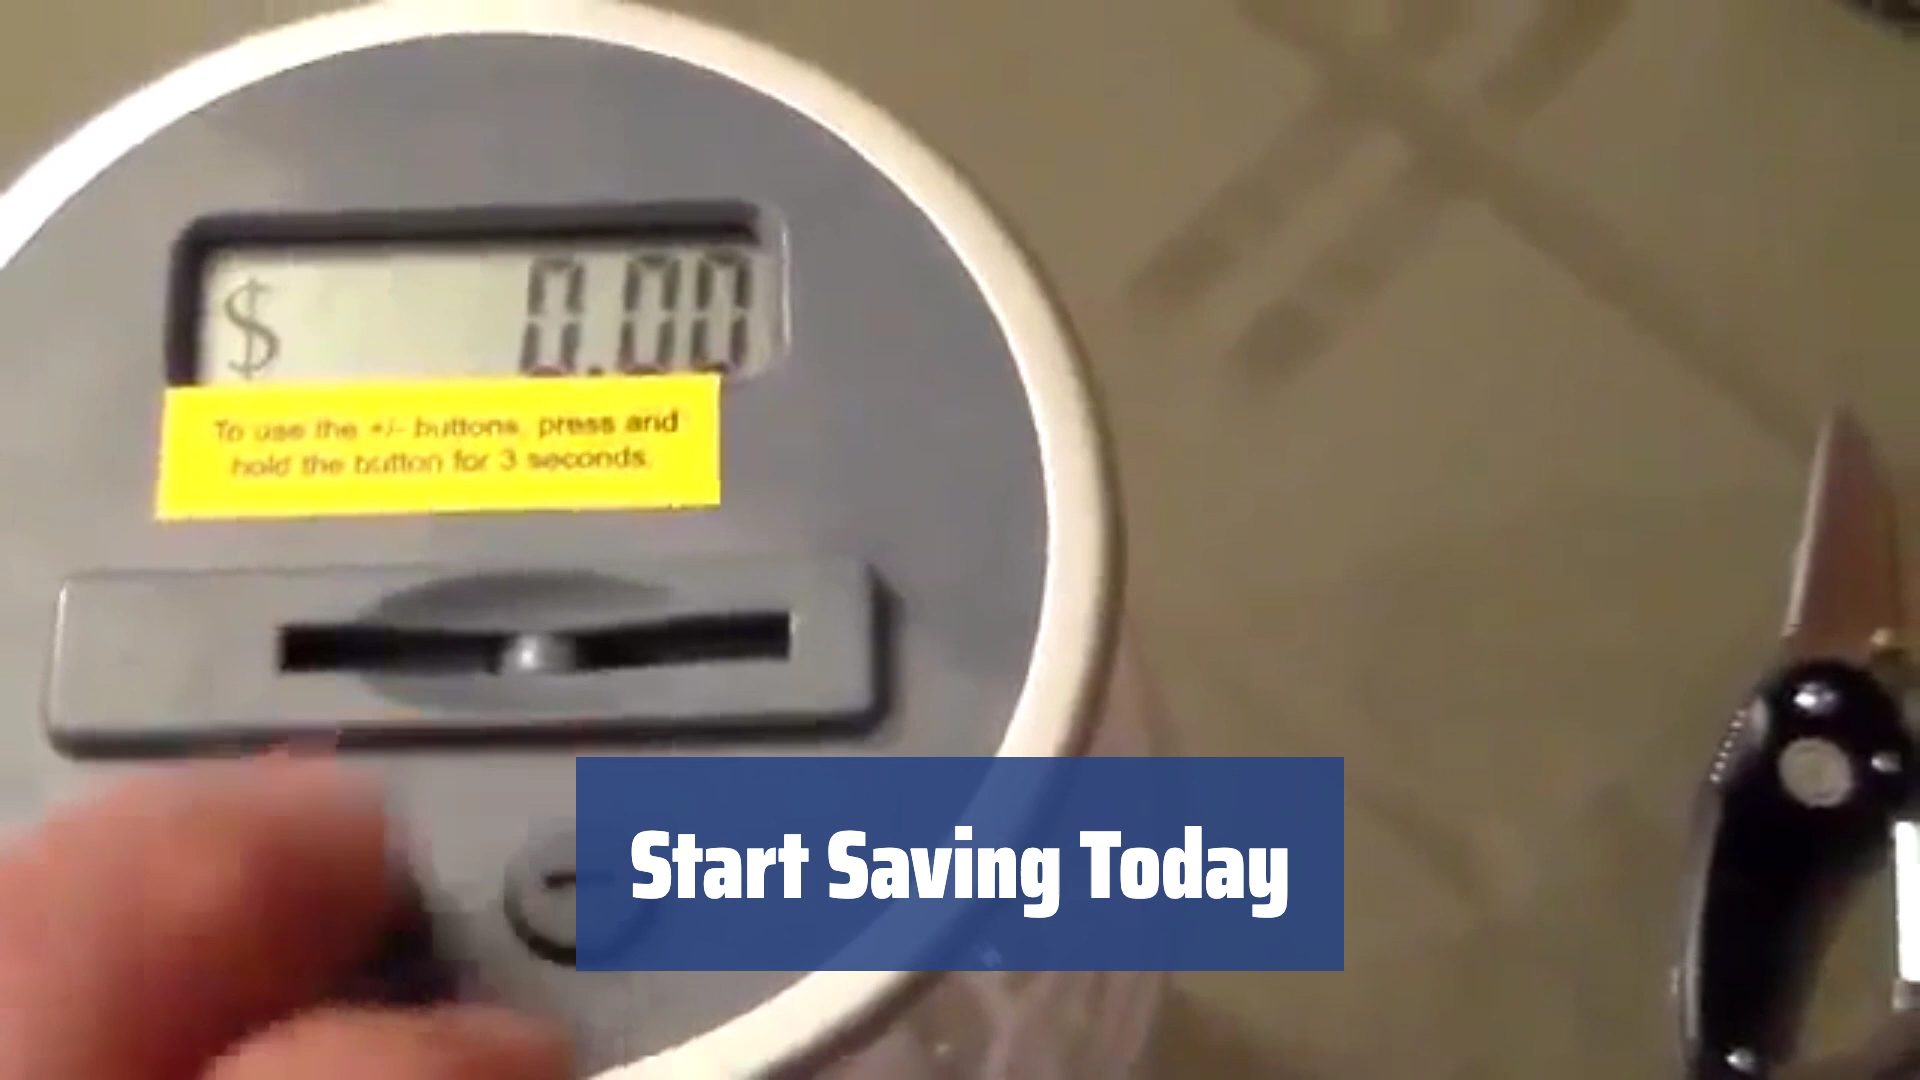 $ 0.00
To use the +/- buttons, press and
hold the button for 3 seconds.
Start Saving Today